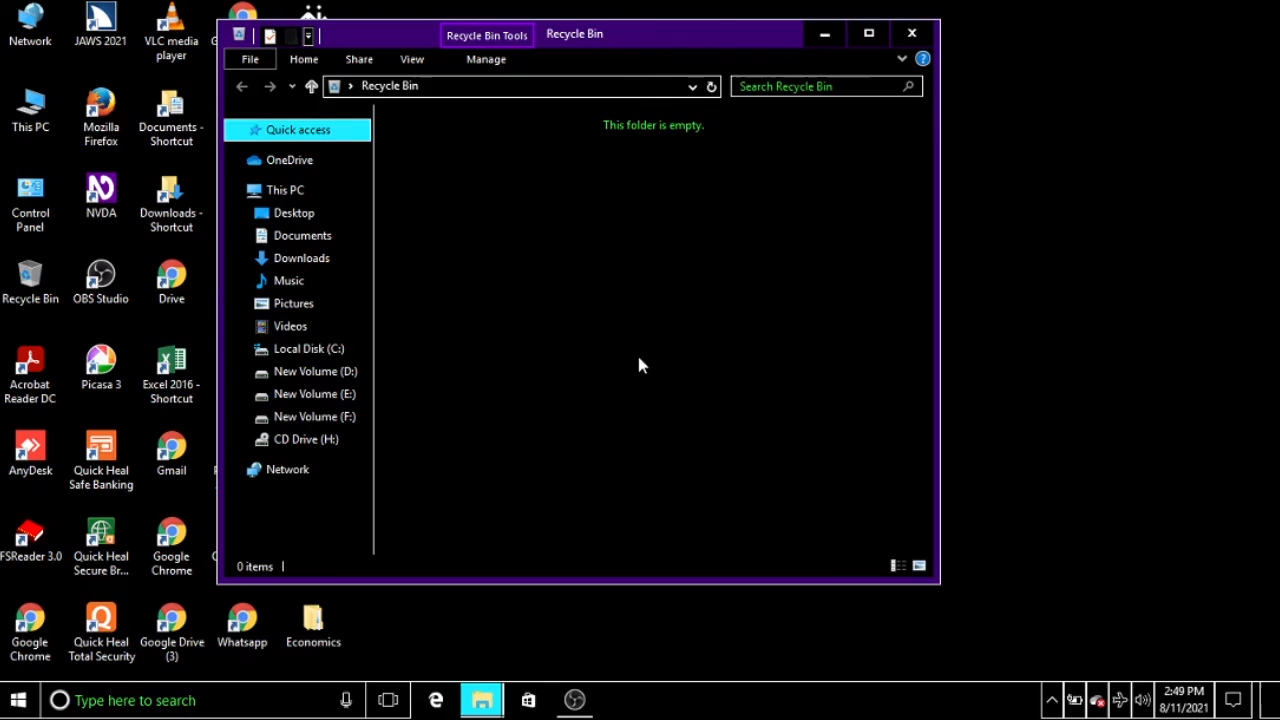 Recycle Bin Tools
Recycle Bin
File
Home
Share
View
Manage
Recycle Bin
Search Recycle Bin
This folder is empty.
Quick access
OneDrive
This PC
Desktop
Documents
Downloads
Music
Pictures
Videos
Local Disk (C:)
New Volume (D:)
New Volume (E:)
New Volume (F:)
CD Drive (H:)
Network
0 items
Network
JAWS 2021
VLC media
player
This PC
Mozilla
Firefox
Documents -
Shortcut
Control
Panel
NVDA
Downloads -
Shortcut
Recycle Bin
OBS Studio
Drive
Acrobat
Reader DC
Picasa 3
Excel 2016 -
Shortcut
AnyDesk
Quick Heal
Safe Banking
Gmail
FSReader 3.0
Quick Heal
Secure Br...
Google
Chrome
Google
Chrome
Quick Heal
Total Security
Google Drive
(3)
Whatsapp
Economics
Type here to search
2:49 PM
8/11/2021